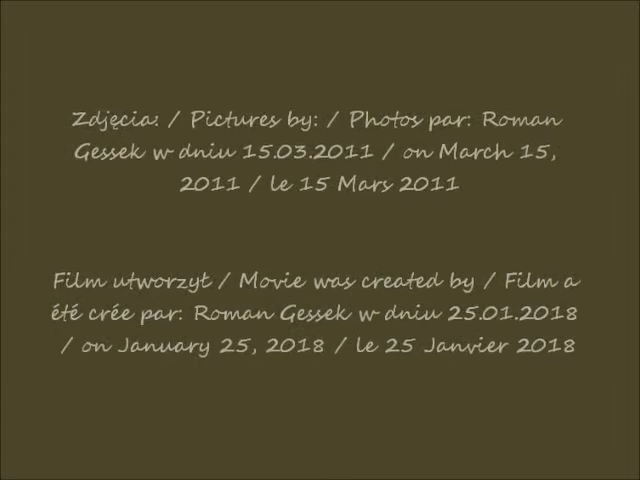 Zdjęcia: / Pictures by: / Photos par: Roman
Gessek w dniu 15.03.2011 / on March 15,
2011 / le 15 Mars 2011
Film utworzył / Movie was created by / Film a
été crée par: Roman Gessek w dniu 25.01.2018
/ on January 25, 2018 / le 25 Janvier 2018